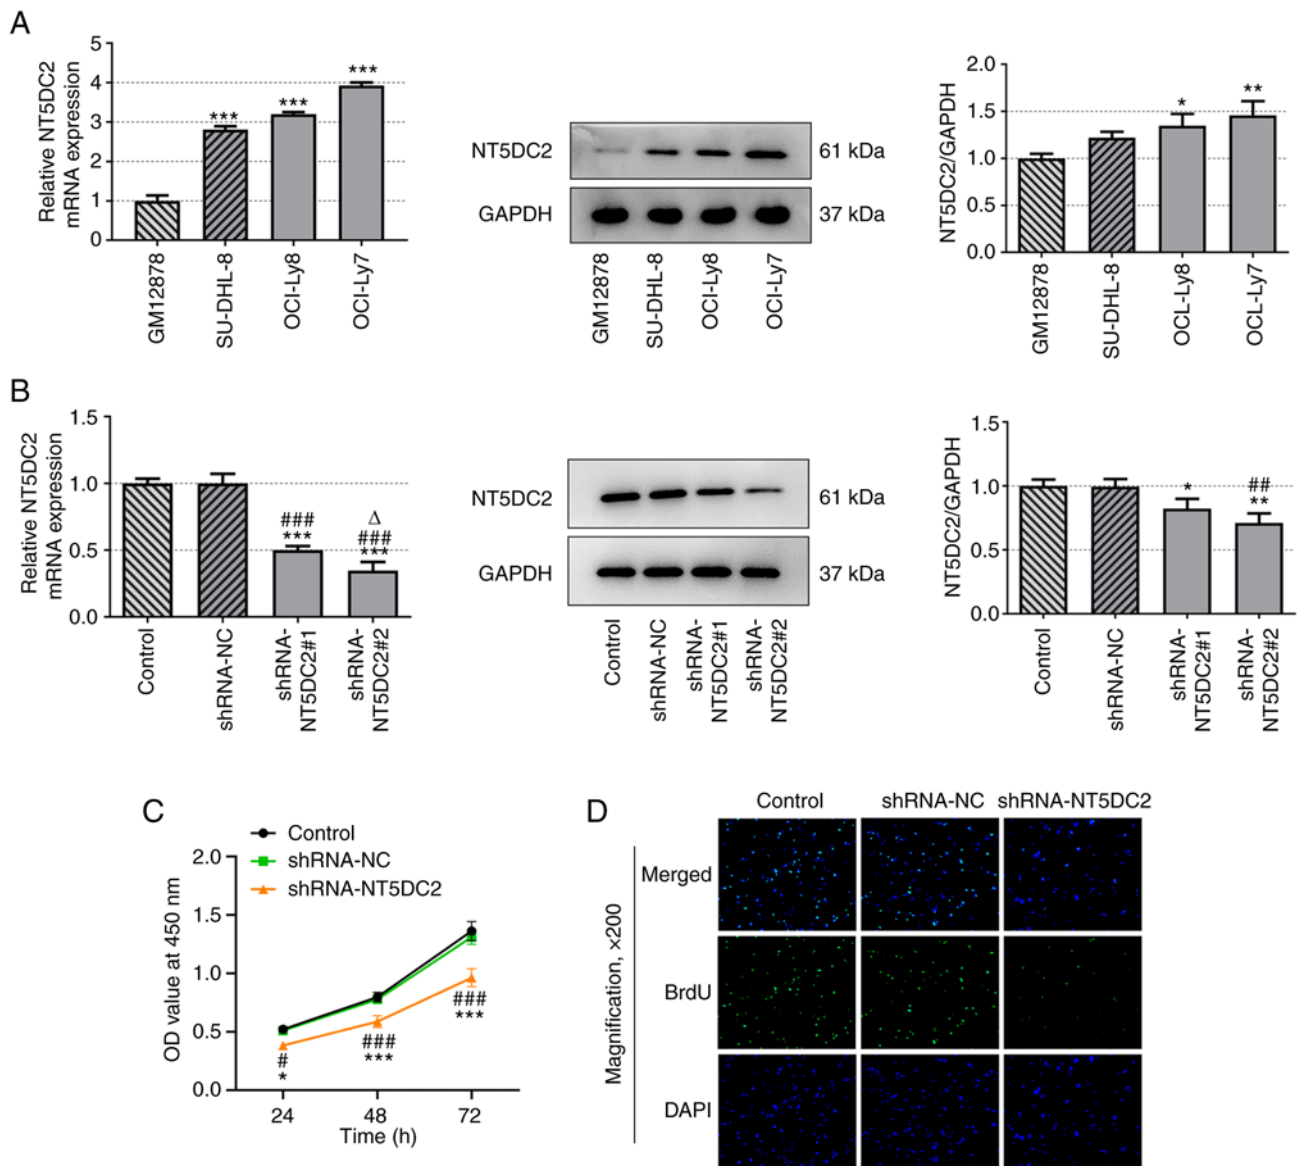 A
Relative NT5DC2
mRNA expression
5
4
3
2
1
0
***
***
***
GM12878
SU-DHL-8
OCI-Ly8
OCI-Ly7
NT5DC2
61 kDa
GAPDH
37 kDa
GM12878
SU-DHL-8
OCI-Ly8
OCI-Ly7
NT5DC2/GAPDH
2.0
1.5
1.0
0.5
0.0
*
**
GM12878
SU-DHL-8
OCL-Ly8
OCL-Ly7
B
Relative NT5DC2
mRNA expression
1.5
1.0
0.5
0.0
###
***
Δ
###
***
Control
shRNA-NC
shRNA-
NT5DC2#1
shRNA-
NT5DC2#2
NT5DC2
61 kDa
GAPDH
37 kDa
Control
shRNA-NC
shRNA-
NT5DC2#1
shRNA-
NT5DC2#2
NT5DC2/GAPDH
1.5
1.0
0.5
0.0
*
##
**
Control
shRNA-NC
shRNA-
NT5DC2#1
shRNA-
NT5DC2#2
C
Control
shRNA-NC
shRNA-NT5DC2
OD value at 450 nm
2.0
1.5
1.0
0.5
0.0
#
*
###
***
###
***
24
48
72
Time (h)
D
Control
shRNA-NC
shRNA-NT5DC2
Magnification, ×200
Merged
BrdU
DAPI